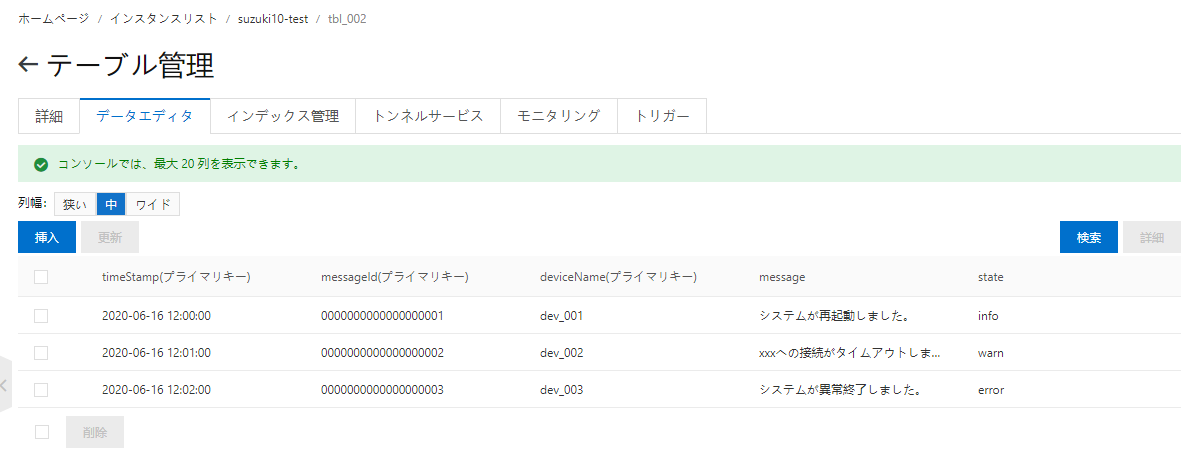 ホームページ / インスタンスリスト / suzuki10-test / tbl_002
← テーブル管理
詳細 データエディタ インデックス管理 トンネルサービス モニタリング トリガー
コンソールでは、最大 20 列を表示できます。
列幅: 狭い 中 ワイド
挿入 更新 検索 詳細
timeStamp(プライマリキー) messageId(プライマリキー) deviceName(プライマリキー) message state
2020-06-16 12:00:00 0000000000000000001 dev_001 システムが再起動しました。 info
2020-06-16 12:01:00 0000000000000000002 dev_002 xxxへの接続がタイムアウトしま... warn
2020-06-16 12:02:00 0000000000000000003 dev_003 システムが異常終了しました。 error
削除